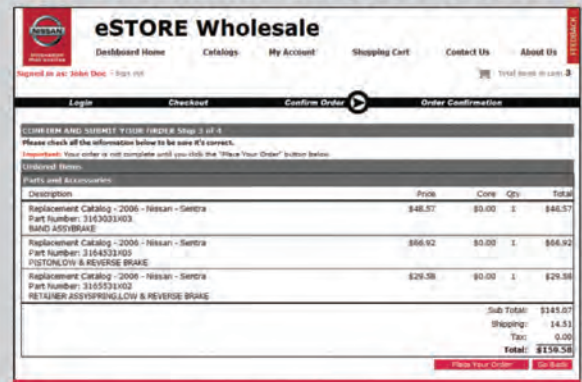 NISSAN
eSTORE Wholesale
FEEDBACK
Dashboard Home Catalogs My Account Shopping Cart Contact Us About Us
Signed in as: John Doe - Sign out
Total items in cart: 3
Login Checkout Confirm Order Order Confirmation
CONFIRM AND SUBMIT YOUR ORDER Step 3 of 4
Please check all the information below to be sure it's correct.
Important: Your order is not complete until you click the "Place Your Order" button below.
Ordered Items
Parts and Accessories
Description Price Core Qty Total
Replacement Catalog - 2006 - Nissan - Sentra $48.57 $0.00 1 $48.57
Part Number: 3163031X03
BAND ASSYBRAKE
Replacement Catalog - 2006 - Nissan - Sentra $66.92 $0.00 1 $66.92
Part Number: 3164531X05
PISTONLOW & REVERSE BRAKE
Replacement Catalog - 2006 - Nissan - Sentra $29.58 $0.00 1 $29.58
Part Number: 3165531X02
RETAINER ASSYSPRING,LOW & REVERSE BRAKE
Sub Total: $145.07
Shipping: 14.51
Tax: 0.00
Total: $159.58
Place Your Order Go Back